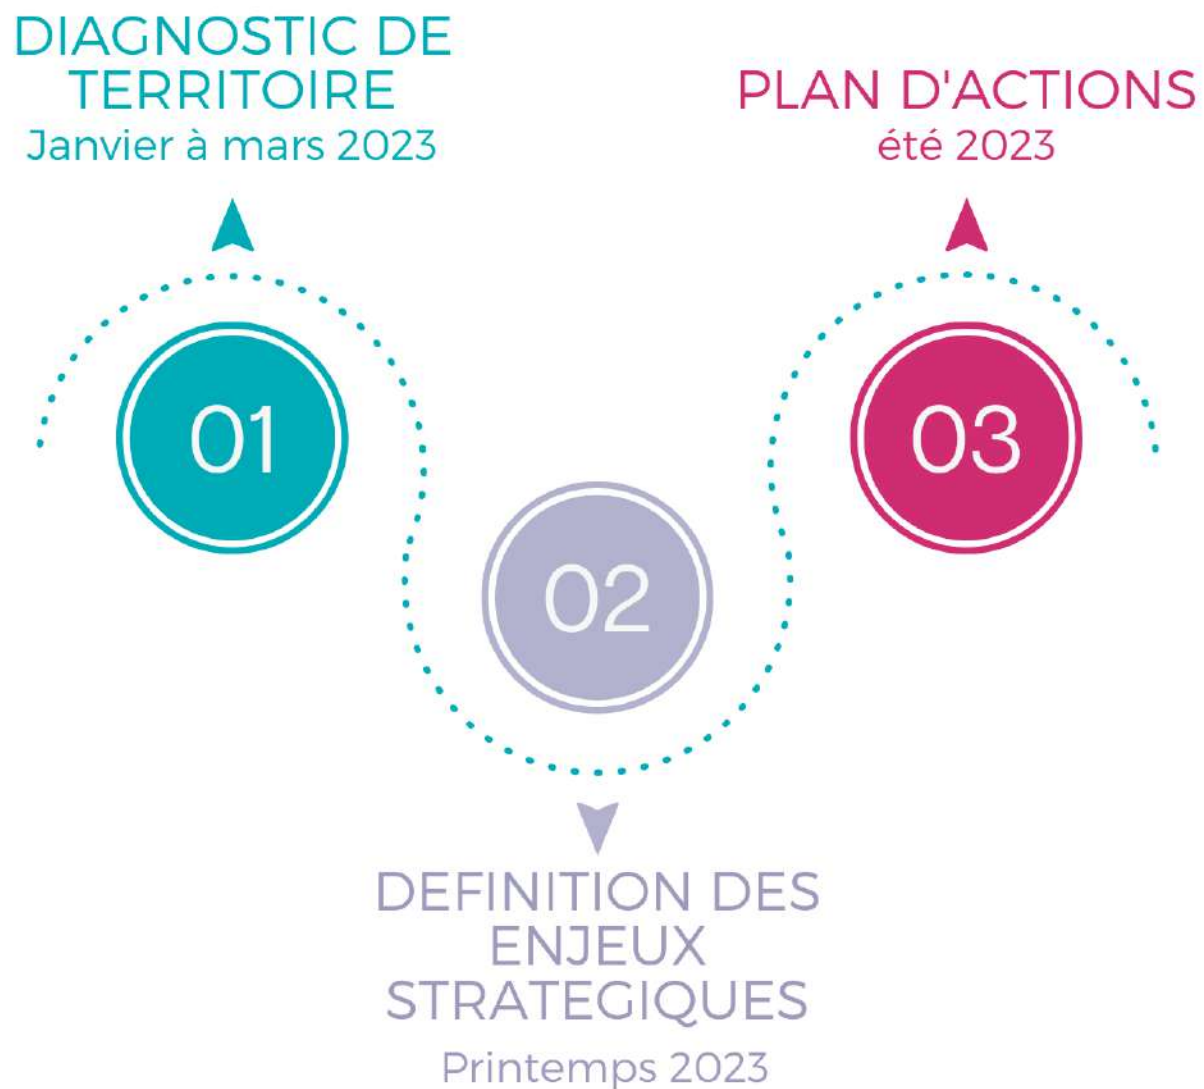 DIAGNOSTIC DE
TERRITOIRE
Janvier à mars 2023
01
02
DEFINITION DES
ENJEUX
STRATEGIQUES
Printemps 2023
PLAN D'ACTIONS
été 2023
03